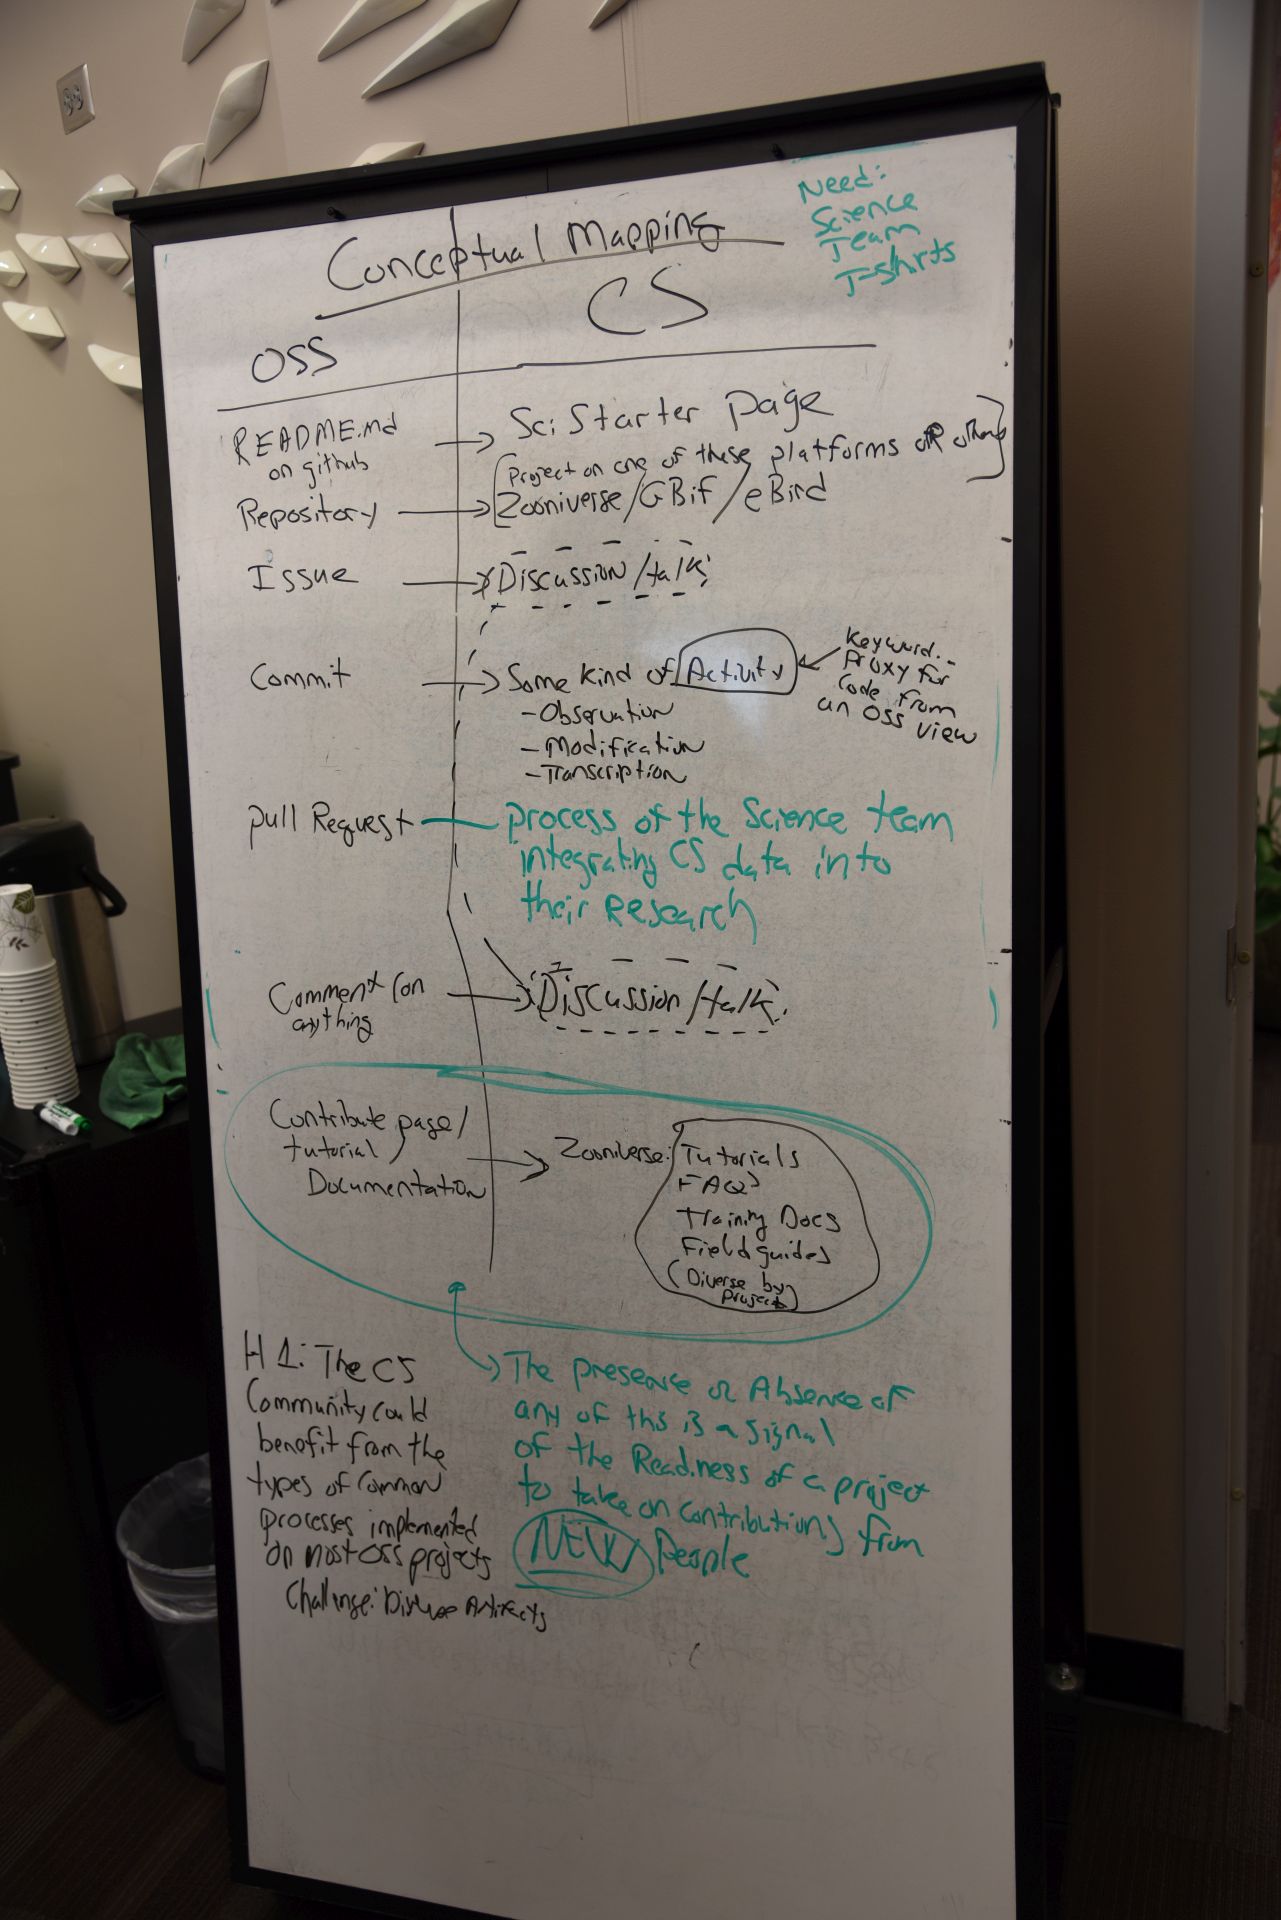 Conceptual Mapping
Need:
Science
Team
T-shirts
OSS
CS
README.md
on github
SciStarter page
(Project on one of these platforms OR others)
Repository
Zooniverse/GBif/eBird
Issue
Discussion/talk
Commit
Some kind of Activity
- Observation
- Modification
- Transcription
Keyword..
Proxy for
Code from
an OSS view
Pull Request
process of the Science team
integrating CS data into
their Research
Comment (on
anything
Discussion/talk
Contribute page/
tutorial/
Documentation
Zooniverse:
Tutorials
FAQs
Training Docs
Field guides
(Diverse by
project)
H1: The CS
Community could
benefit from the
types of common
processes implemented
on most OSS projects
Challenge: Diverse Artifacts
The presence or Absence of
any of this is a signal
of the Readiness of a project
to take on contributions from
NEW People